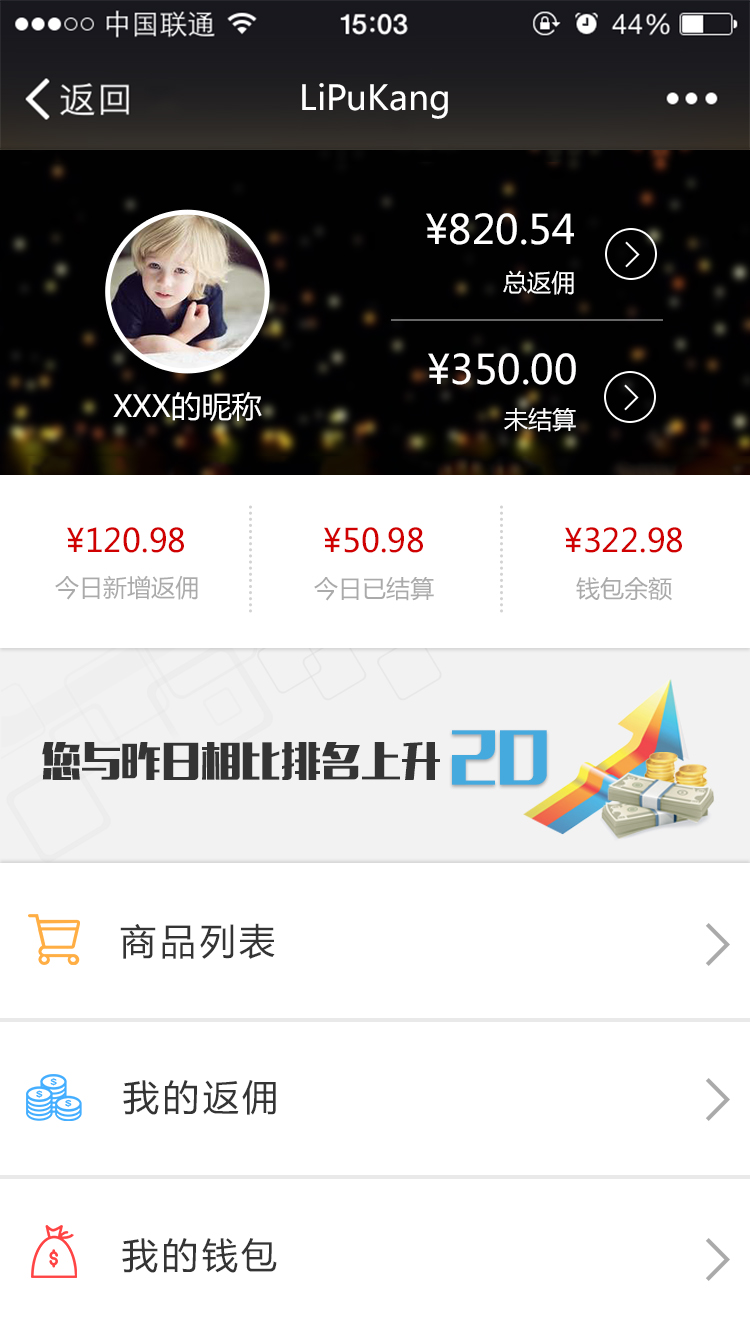 中国联通 15:03 44%
返回 LiPuKang
¥820.54
总返佣
¥350.00
未结算
XXX的昵称
¥120.98 ¥50.98 ¥322.98
今日新增返佣 今日已结算 钱包余额
您与昨日相比排名上升20
商品列表
我的返佣
我的钱包